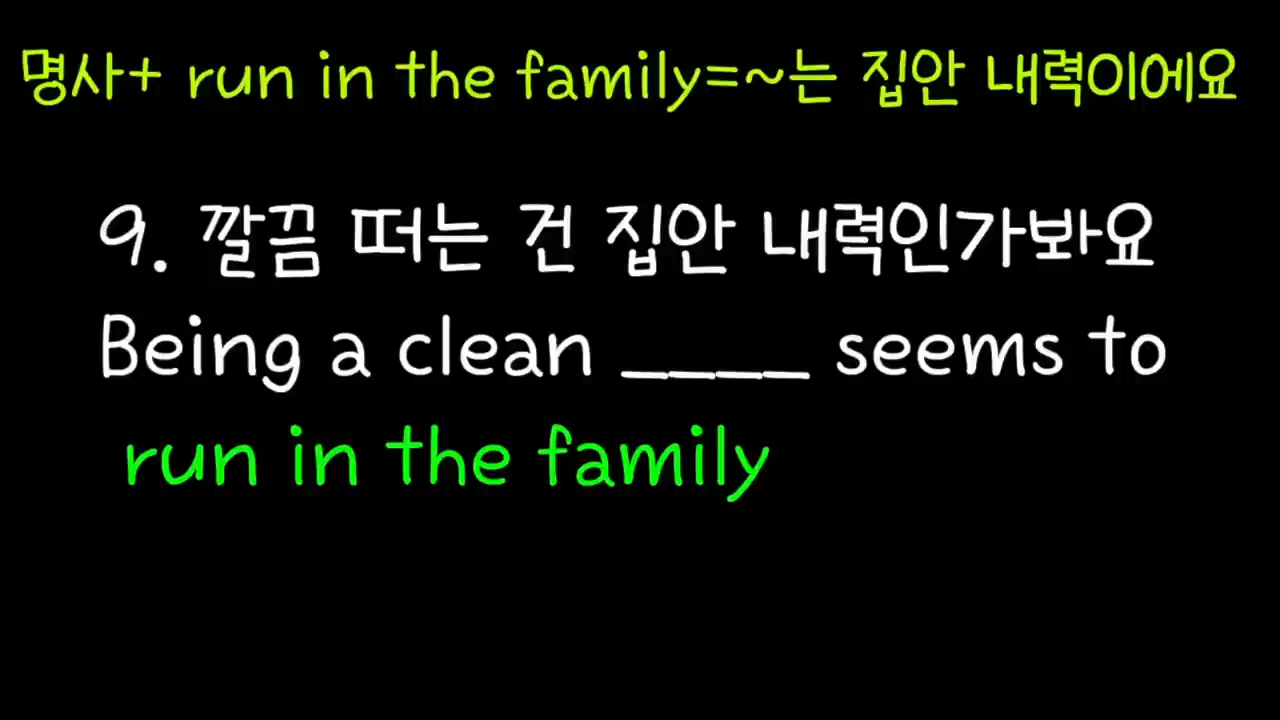 명사+ run in the family=~는 집안 내력이에요
9. 깔끔 떠는 건 집안 내력인가봐요
Being a clean ____ seems to
run in the family